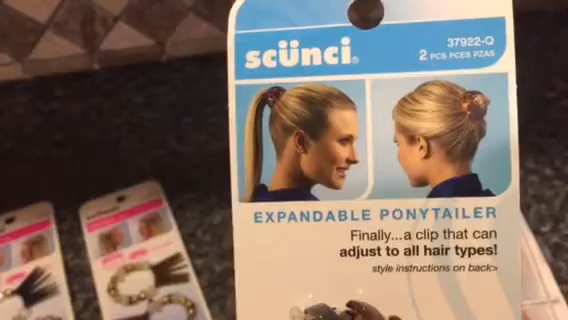 scünci®
37922-Q
2 PCS PCES PZAS
EXPANDABLE PONYTAILER
Finally...a clip that can
adjust to all hair types!
style instructions on back>